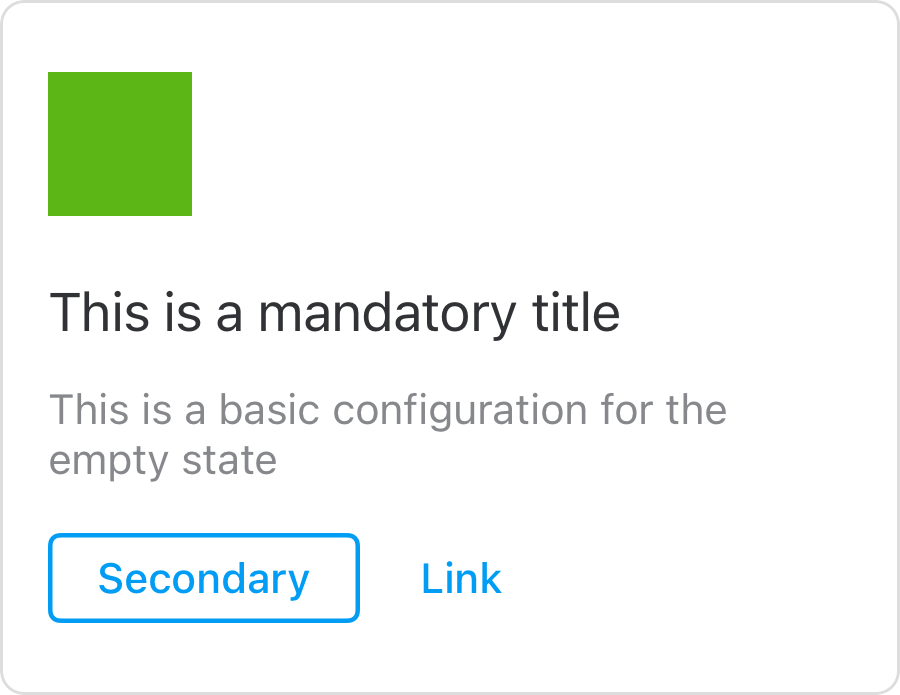 This is a mandatory title
This is a basic configuration for the
empty state
Secondary
Link